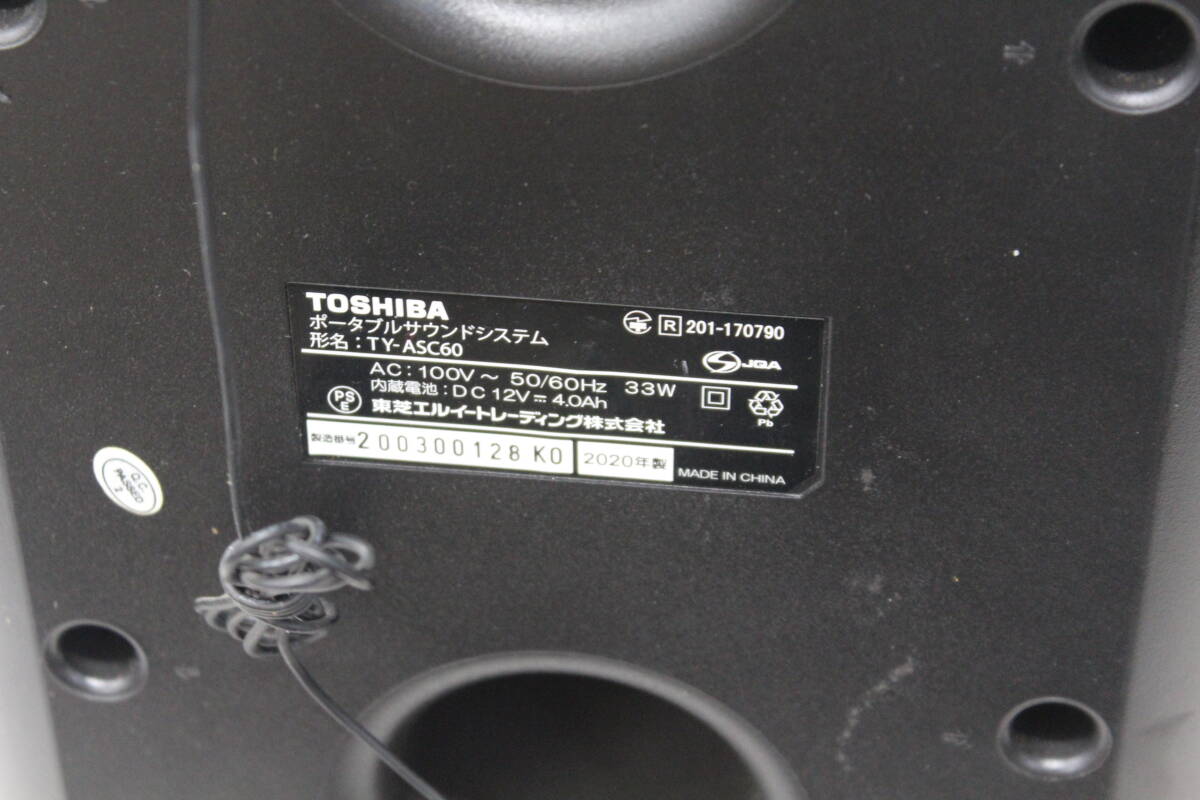 TOSHIBA
ポータブルサウンドシステム
形名：TY-ASC60
R 201-170790
JQA
AC：100V～ 50/60Hz 33W
内蔵電池：DC 12V⎓4.0Ah
PSE
東芝エルイートレーディング株式会社
Pb
製造番号 200300128 K0
2020年製
MADE IN CHINA
Q.C.
PASSED